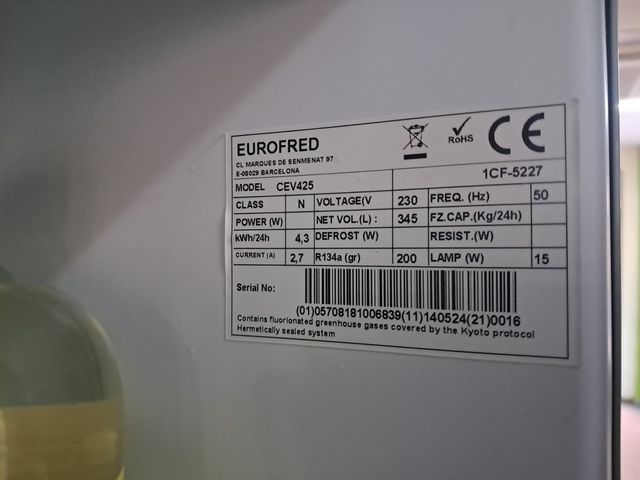 EUROFRED
CL MARQUES DE SENMENAT 97
E-08029 BARCELONA
RoHS CE
1CF-5227
MODEL CEV425
CLASS N VOLTAGE(V 230 FREQ. (Hz) 50
POWER (W) NET VOL.(L) : 345 FZ.CAP.(Kg/24h)
kWh/24h 4,3 DEFROST (W) RESIST.(W)
CURRENT (A) 2,7 R134a (gr) 200 LAMP (W) 15
Serial No:
(01)05708181006839(11)140524(21)0016
Contains fluorionated greenhouse gases covered by the Kyoto protocol
Hermetically sealed system